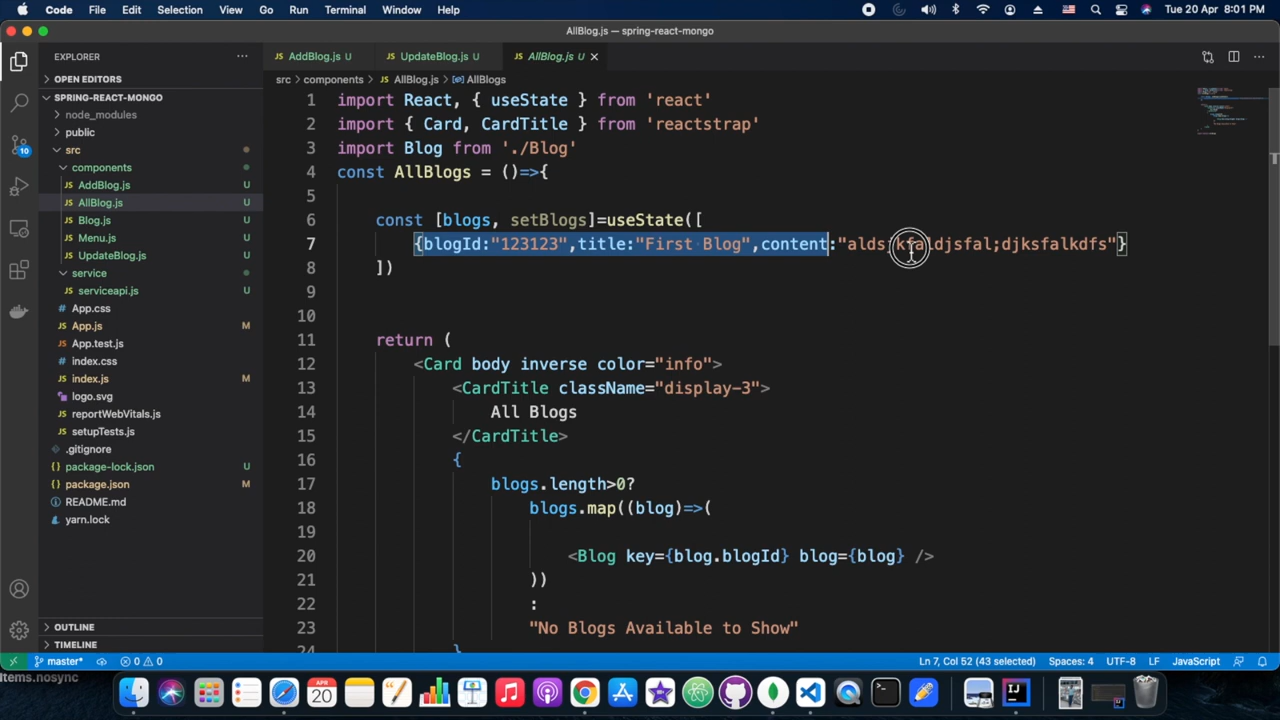 Code File Edit Selection View Go Run Terminal Window Help Tue 20 Apr 8:01 PM
AllBlog.js — spring-react-mongo
EXPLORER
AddBlog.js U
UpdateBlog.js U
AllBlog.js U
OPEN EDITORS
src > components > AllBlog.js > AllBlogs
SPRING-REACT-MONGO
node_modules
public
src
components
AddBlog.js U
AllBlog.js U
Blog.js U
Menu.js U
UpdateBlog.js U
service
serviceapi.js U
App.css
App.js M
App.test.js
index.css
index.js M
logo.svg
reportWebVitals.js
setupTests.js
.gitignore
package-lock.json U
package.json M
README.md
yarn.lock
OUTLINE
TIMELINE
10
1 import React, { useState } from 'react'
2 import { Card, CardTitle } from 'reactstrap'
3 import Blog from './Blog'
4 const AllBlogs = ()=>{
5
6 const [blogs, setBlogs]=useState([
7 {blogId:"123123",title:"First Blog",content:"aldsjkfaldjsfal;djksfalkdfs"}
8 ])
9
10
11 return (
12 <Card body inverse color="info">
13 <CardTitle className="display-3">
14 All Blogs
15 </CardTitle>
16 {
17 blogs.length>0?
18 blogs.map((blog)=>(
19
20 <Blog key={blog.blogId} blog={blog} />
21 ))
22 :
23 "No Blogs Available to Show"
24 }
master* 0 0 Ln 7, Col 52 (43 selected) Spaces: 4 UTF-8 LF JavaScript
Items.nosync
APR
20